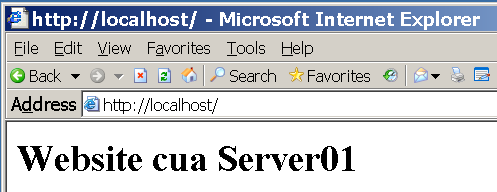 http://localhost/ - Microsoft Internet Explorer
File Edit View Favorites Tools Help
Back Search Favorites
Address http://localhost/
Website cua Server01